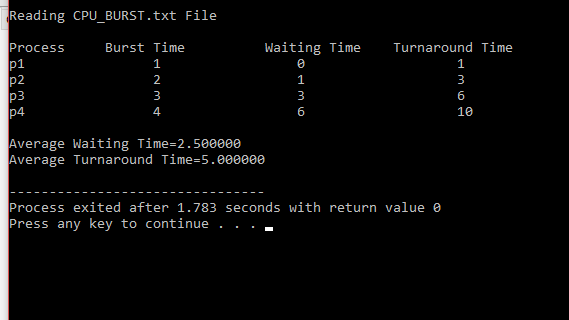 Reading CPU_BURST.txt File
Process Burst Time Waiting Time Turnaround Time
p1 1 0 1
p2 2 1 3
p3 3 3 6
p4 4 6 10
Average Waiting Time=2.500000
Average Turnaround Time=5.000000
--------------------------------
Process exited after 1.783 seconds with return value 0
Press any key to continue . . .